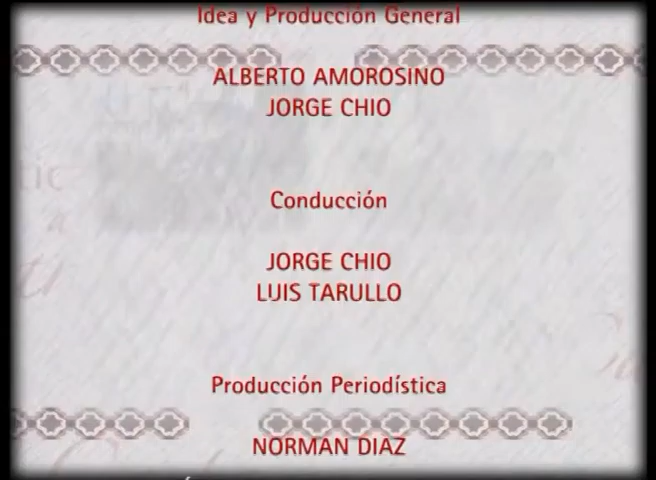 Idea y Producción General
ALBERTO AMOROSINO
JORGE CHIO
Conducción
JORGE CHIO
LUIS TARULLO
Producción Periodística
NORMAN DIAZ